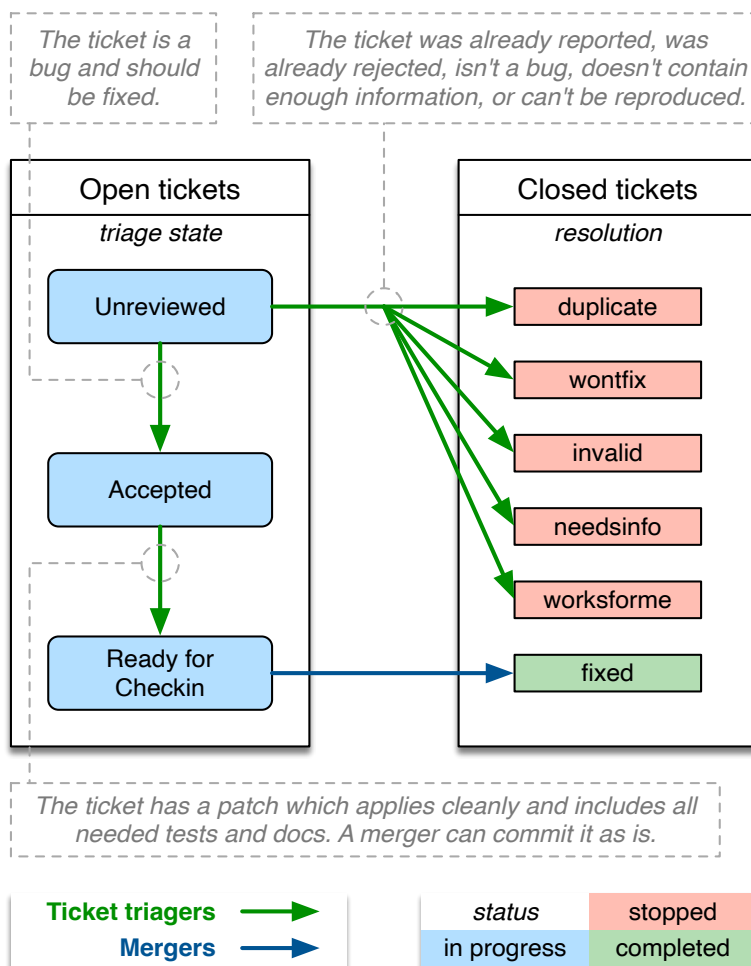 The ticket is a
bug and should
be fixed.
The ticket was already reported, was
already rejected, isn't a bug, doesn't contain
enough information, or can't be reproduced.
Open tickets
triage state
Unreviewed
Accepted
Ready for
Checkin
Closed tickets
resolution
duplicate
wontfix
invalid
needsinfo
worksforme
fixed
The ticket has a patch which applies cleanly and includes all
needed tests and docs. A merger can commit it as is.
Ticket triagers
Mergers
status
stopped
in progress
completed